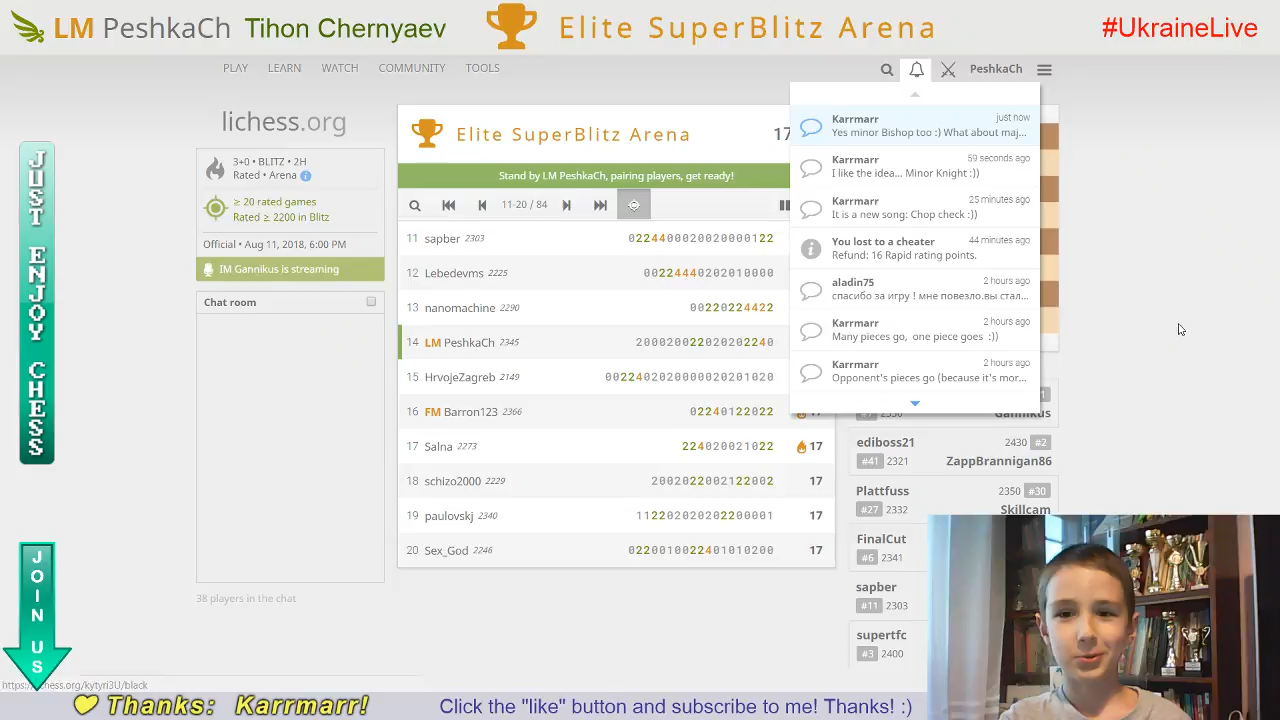 LM PeshkaCh Tihon Chernyaev
Elite SuperBlitz Arena
#UkraineLive
PLAY LEARN WATCH COMMUNITY TOOLS
PeshkaCh
lichess.org
3+0 • BLITZ • 2H
Rated • Arena
≥ 20 rated games
Rated ≥ 2200 in Blitz
Official • Aug 11, 2018, 6:00 PM
IM Gannikus is streaming
Chat room
38 players in the chat
Elite SuperBlitz Arena
17
Stand by LM PeshkaCh, pairing players, get ready!
11-20 / 84
11 sapber 2303 022440002002000122
12 Lebedevms 2225 0022444020201000
13 nanomachine 2290 00220224422
14 LM PeshkaCh 2345 2000200220202240
15 HrvojeZagreb 2149 0022402020000020201020
16 FM Barron123 2366 02240122022 17
17 Salna 2273 224020021022 17
18 schizo2000 2229 200202200212002 17
19 paulovskj 2340 1122020202022 00001 17
20 Sex_God 2246 022001002240101200 17
Karrmarr just now
Yes minor Bishop too :) What about maj...
Karrmarr 59 seconds ago
I like the idea... Minor Knight :))
Karrmarr 25 minutes ago
It is a new song: Chop check :))
You lost to a cheater 44 minutes ago
Refund: 16 Rapid rating points.
aladin75 2 hours ago
спасибо за игру ! мне повезло.вы стал...
Karrmarr 2 hours ago
Many pieces go, one piece goes :))
Karrmarr 2 hours ago
Opponent's pieces go (because it's mor...
Gannikus
ediboss21 2430 #2
#41 2321 ZappBrannigan86
Plattfuss 2350 #30
#27 2332 Skillcam
FinalCut
#6 2341
sapber
#11 2303
supertfc
#3 2400
JUST ENJOY CHESS
JOIN US
https://lichess.org/kytyri3U/black
Thanks: Karrmarr!
Click the "like" button and subscribe to me! Thanks! :)